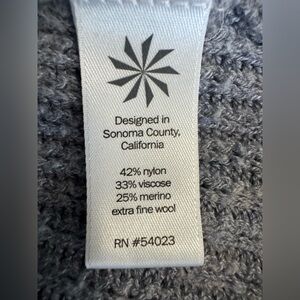 Designed in
Sonoma County,
California
42% nylon
33% viscose
25% merino
extra fine wool
RN #54023